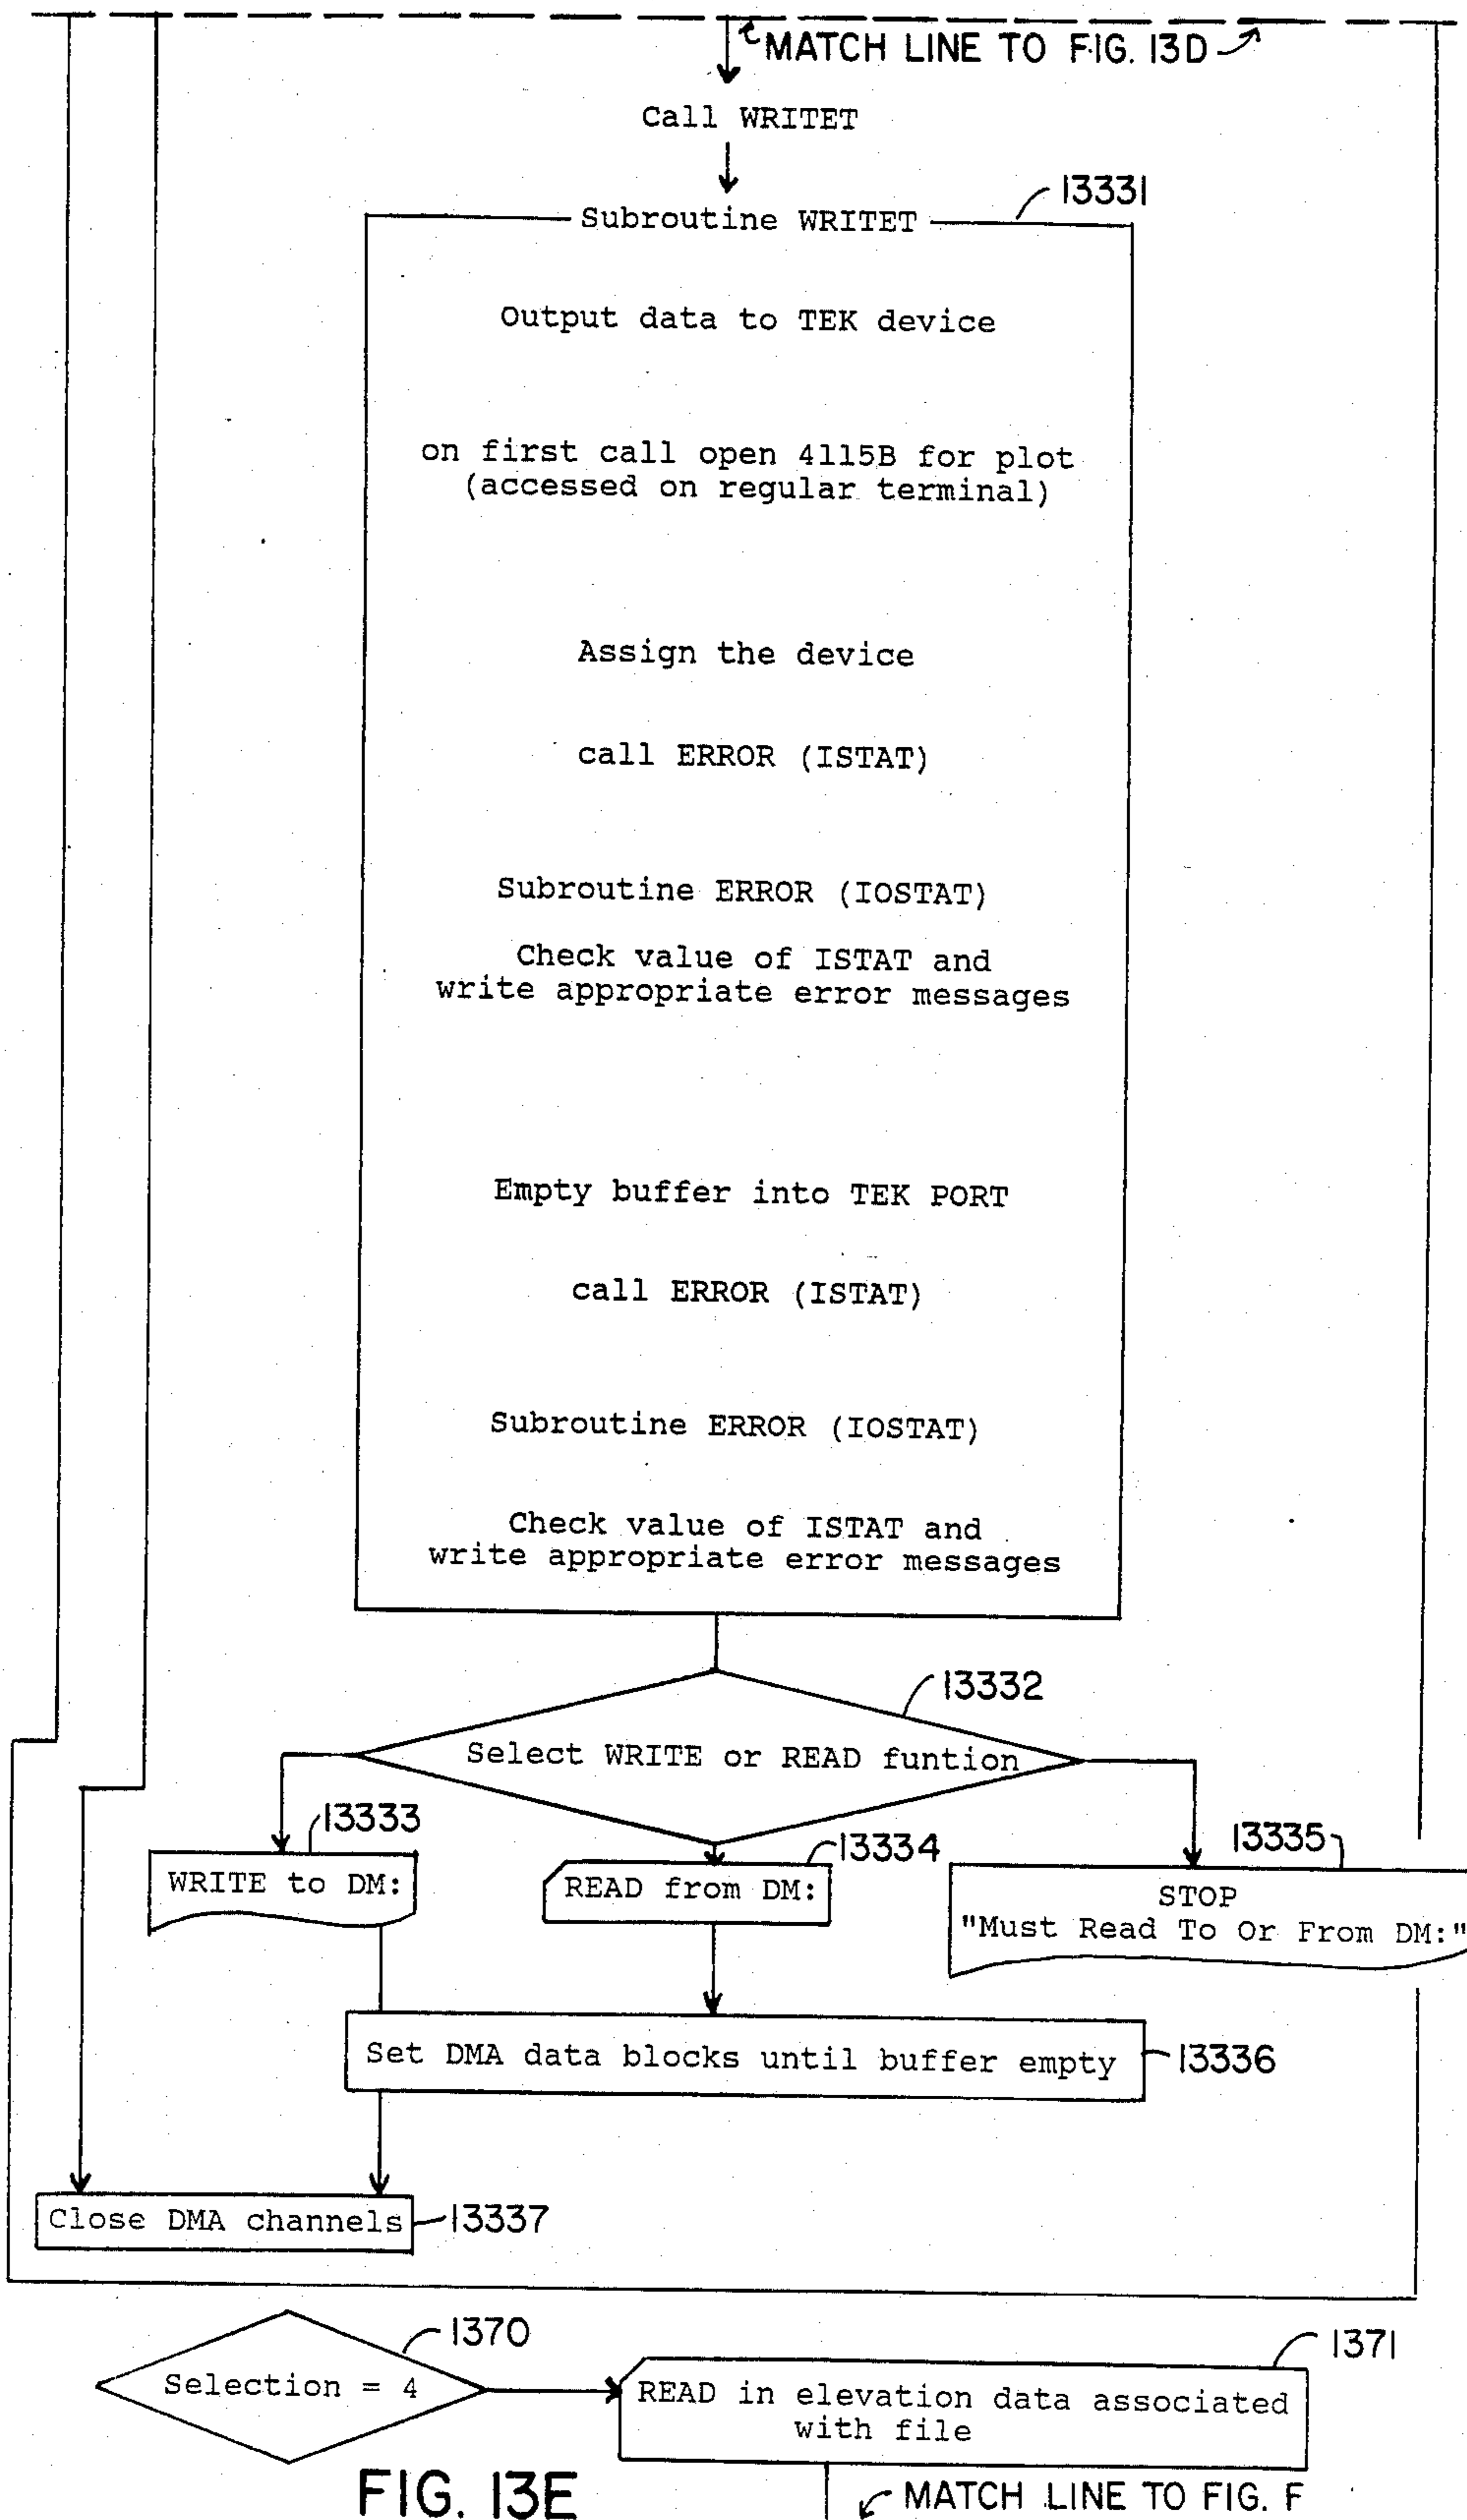 MATCH LINE TO FIG. 13D
Call WRITET
13331
Subroutine WRITET
Output data to TEK device
on first call open 4115B for plot
(accessed on regular terminal)
Assign the device
call ERROR (ISTAT)
Subroutine ERROR (IOSTAT)
Check value of ISTAT and
write appropriate error messages
Empty buffer into TEK PORT
call ERROR (ISTAT)
Subroutine ERROR (IOSTAT)
Check value of ISTAT and
write appropriate error messages
13332
Select WRITE or READ funtion
13333
13334
13335
WRITE to DM:
READ from DM:
STOP
"Must Read To Or From DM:"
Set DMA data blocks until buffer empty
13336
Close DMA channels
13337
1370
1371
Selection = 4
READ in elevation data associated
with file
FIG. 13E
MATCH LINE TO FIG. F